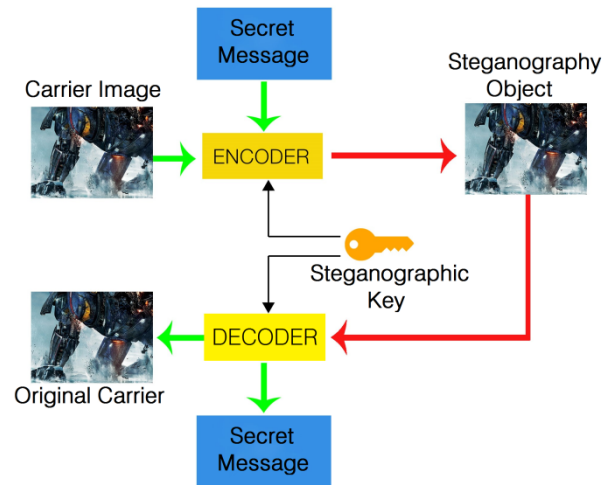 Secret
Message
Carrier Image
Steganography
Object
ENCODER
Steganographic
Key
DECODER
Original Carrier
Secret
Message